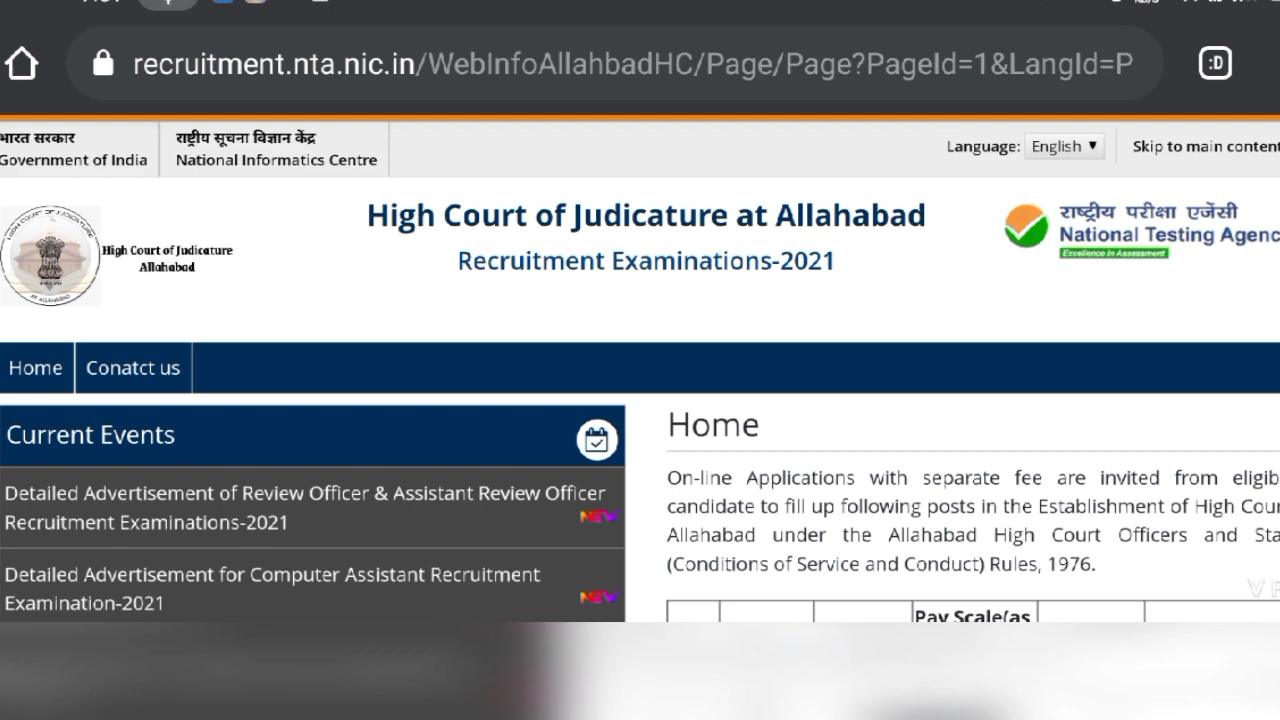 recruitment.nta.nic.in/WebInfoAllahbadHC/Page/Page?PageId=1&LangId=P
:D
भारत सरकार
Government of India
राष्ट्रीय सूचना विज्ञान केंद्र
National Informatics Centre
Language: English ▼
Skip to main content
High Court of Judicature
Allahabad
High Court of Judicature at Allahabad
Recruitment Examinations-2021
राष्ट्रीय परीक्षा एजेंसी
National Testing Agenc
Excellence in Assessment
Home
Conatct us
Current Events
Detailed Advertisement of Review Officer & Assistant Review Officer
Recruitment Examinations-2021
NEW
Detailed Advertisement for Computer Assistant Recruitment
Examination-2021
NEW
Home
On-line Applications with separate fee are invited from eligib
candidate to fill up following posts in the Establishment of High Cour
Allahabad under the Allahabad High Court Officers and Sta
(Conditions of Service and Conduct) Rules, 1976.
Pay Scale(as